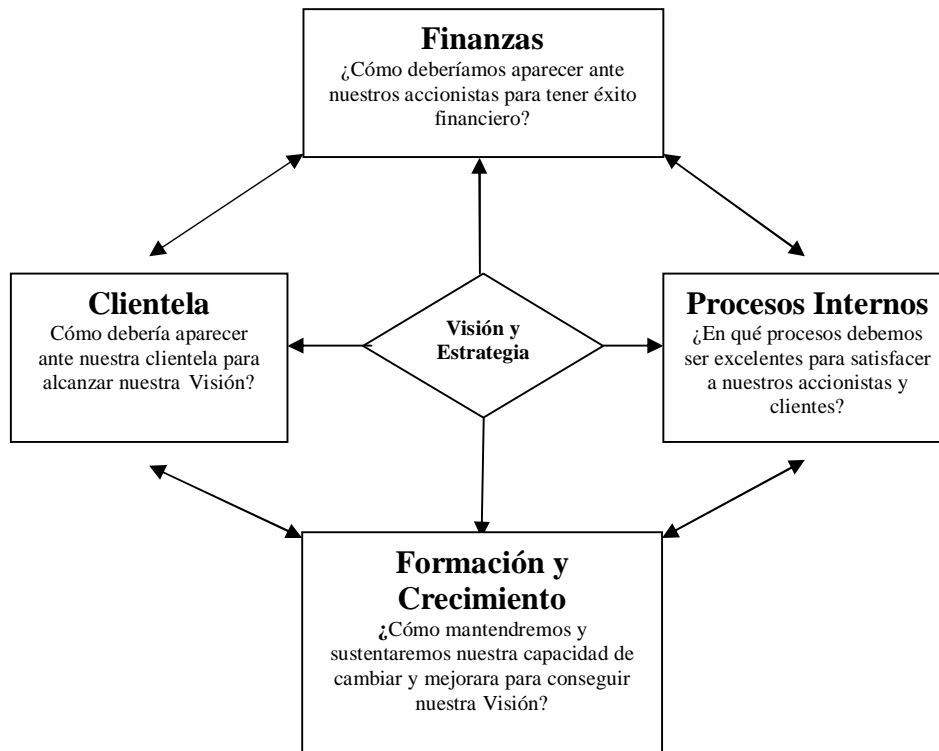 Finanzas
¿Cómo deberíamos aparecer ante
nuestros accionistas para tener éxito
financiero?
Clientela
Cómo debería aparecer
ante nuestra clientela para
alcanzar nuestra Visión?
Visión y
Estrategia
Procesos Internos
¿En qué procesos debemos
ser excelentes para satisfacer
a nuestros accionistas y
clientes?
Formación y
Crecimiento
¿Cómo mantendremos y
sustentaremos nuestra capacidad de
cambiar y mejorara para conseguir
nuestra Visión?